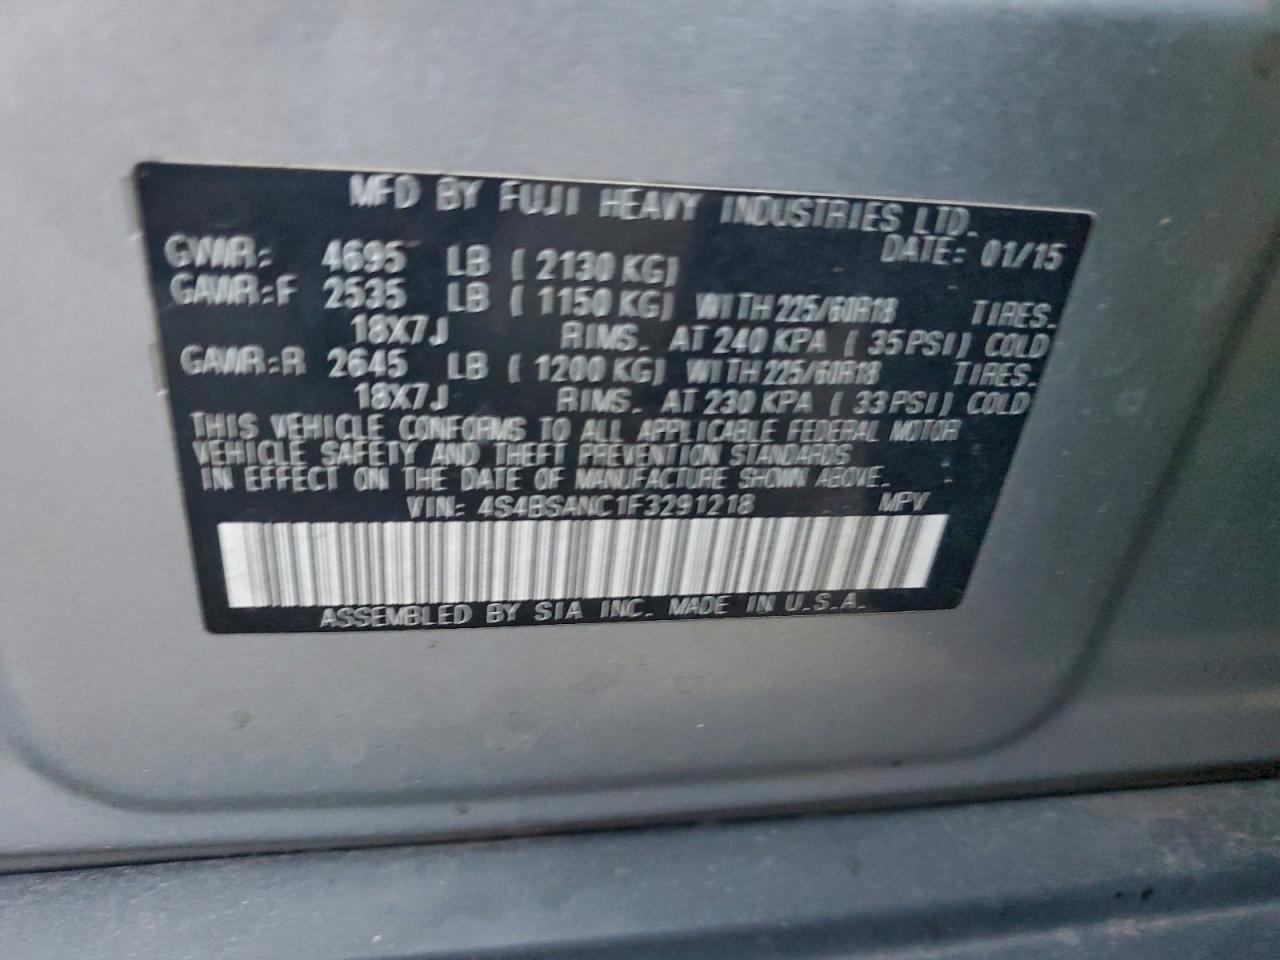 MFD BY FUJI HEAVY INDUSTRIES LTD.
DATE: 01/15
GVWR: 4695 LB ( 2130 KG)
GAWR:F 2535 LB ( 1150 KG) WITH 225/60R18 TIRES.
18X7J RIMS. AT 240 KPA ( 35 PSI) COLD
GAWR:R 2645 LB ( 1200 KG) WITH 225/60R18 TIRES.
18X7J RIMS. AT 230 KPA ( 33 PSI) COLD
THIS VEHICLE CONFORMS TO ALL APPLICABLE FEDERAL MOTOR
VEHICLE SAFETY AND THEFT PREVENTION STANDARDS
IN EFFECT ON THE DATE OF MANUFACTURE SHOWN ABOVE.
VIN: 4S4BSANC1F3291218 MPV
ASSEMBLED BY SIA INC. MADE IN U.S.A.